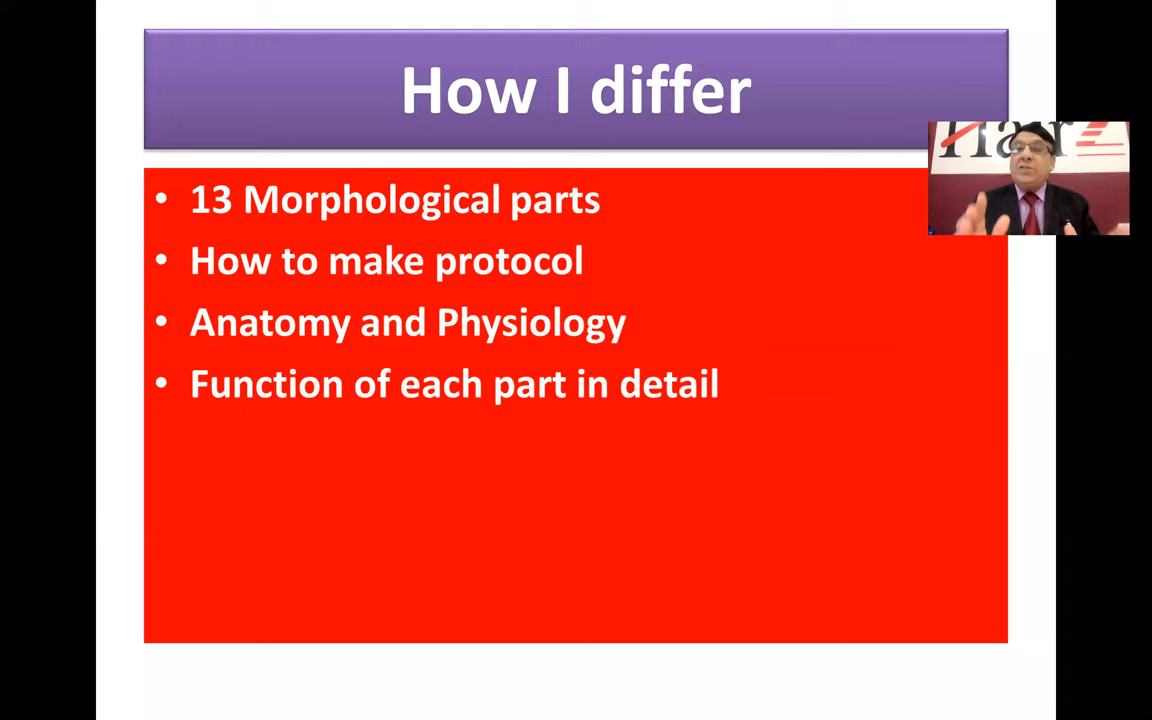 How I differ
• 13 Morphological parts
• How to make protocol
• Anatomy and Physiology
• Function of each part in detail